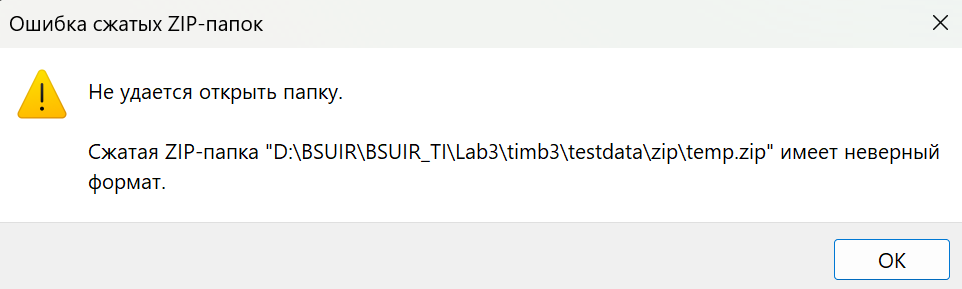 Ошибка сжатых ZIP-папок
Не удается открыть папку.
Сжатая ZIP-папка "D:\BSUIR\BSUIR_TI\Lab3\timb3\testdata\zip\temp.zip" имеет неверный
формат.
ОК